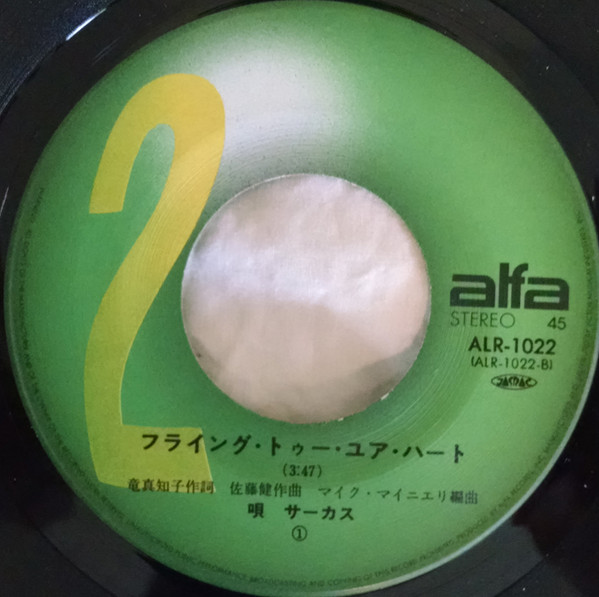 2
alfa
STEREO 45
ALR-1022
(ALR-1022-B)
JASRAC
フライング・トゥー・ユア・ハート
(3:47)
竜真知子作詞 佐藤健作曲 マイク・マイニエリ編曲
唄 サーカス
①